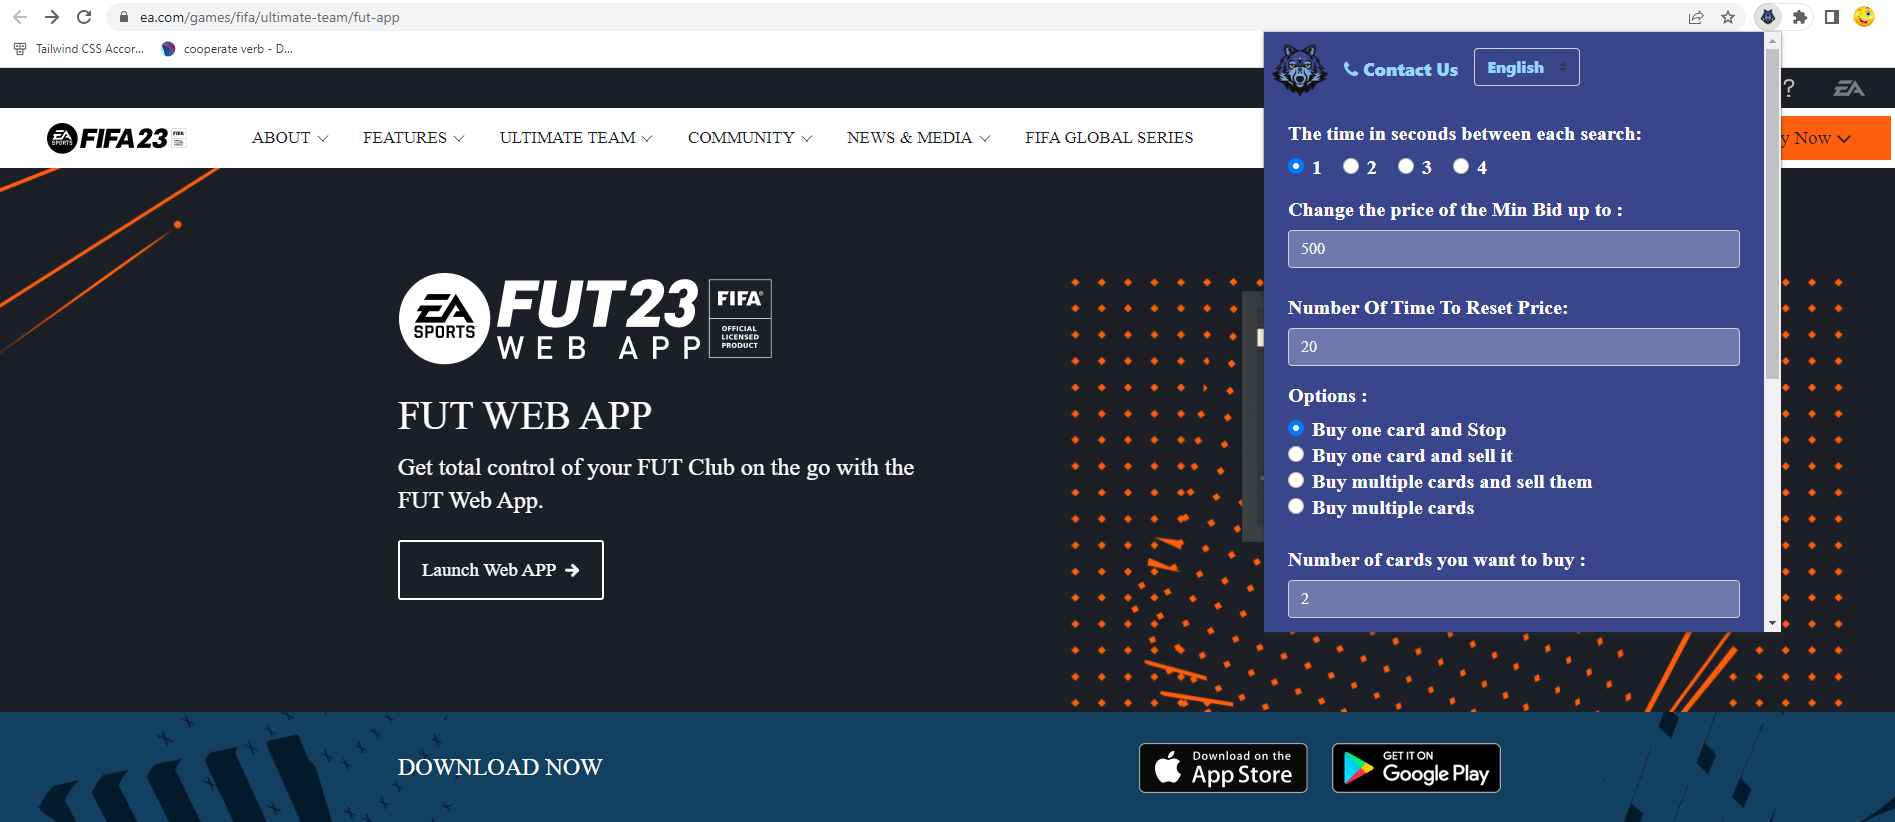 ea.com/games/fifa/ultimate-team/fut-app
Tailwind CSS Accor...
cooperate verb - D...
Contact Us
English
?
EA
EA SPORTS
FIFA 23
FIFA
ABOUT
FEATURES
ULTIMATE TEAM
COMMUNITY
NEWS & MEDIA
FIFA GLOBAL SERIES
y Now
The time in seconds between each search:
1 2 3 4
Change the price of the Min Bid up to :
500
Number Of Time To Reset Price:
20
Options :
Buy one card and Stop
Buy one card and sell it
Buy multiple cards and sell them
Buy multiple cards
Number of cards you want to buy :
2
EA
SPORTS
FUT23
WEB APP
FIFA®
OFFICIAL
LICENSED
PRODUCT
FUT WEB APP
Get total control of your FUT Club on the go with the
FUT Web App.
Launch Web APP
DOWNLOAD NOW
Download on the
App Store
GET IT ON
Google Play